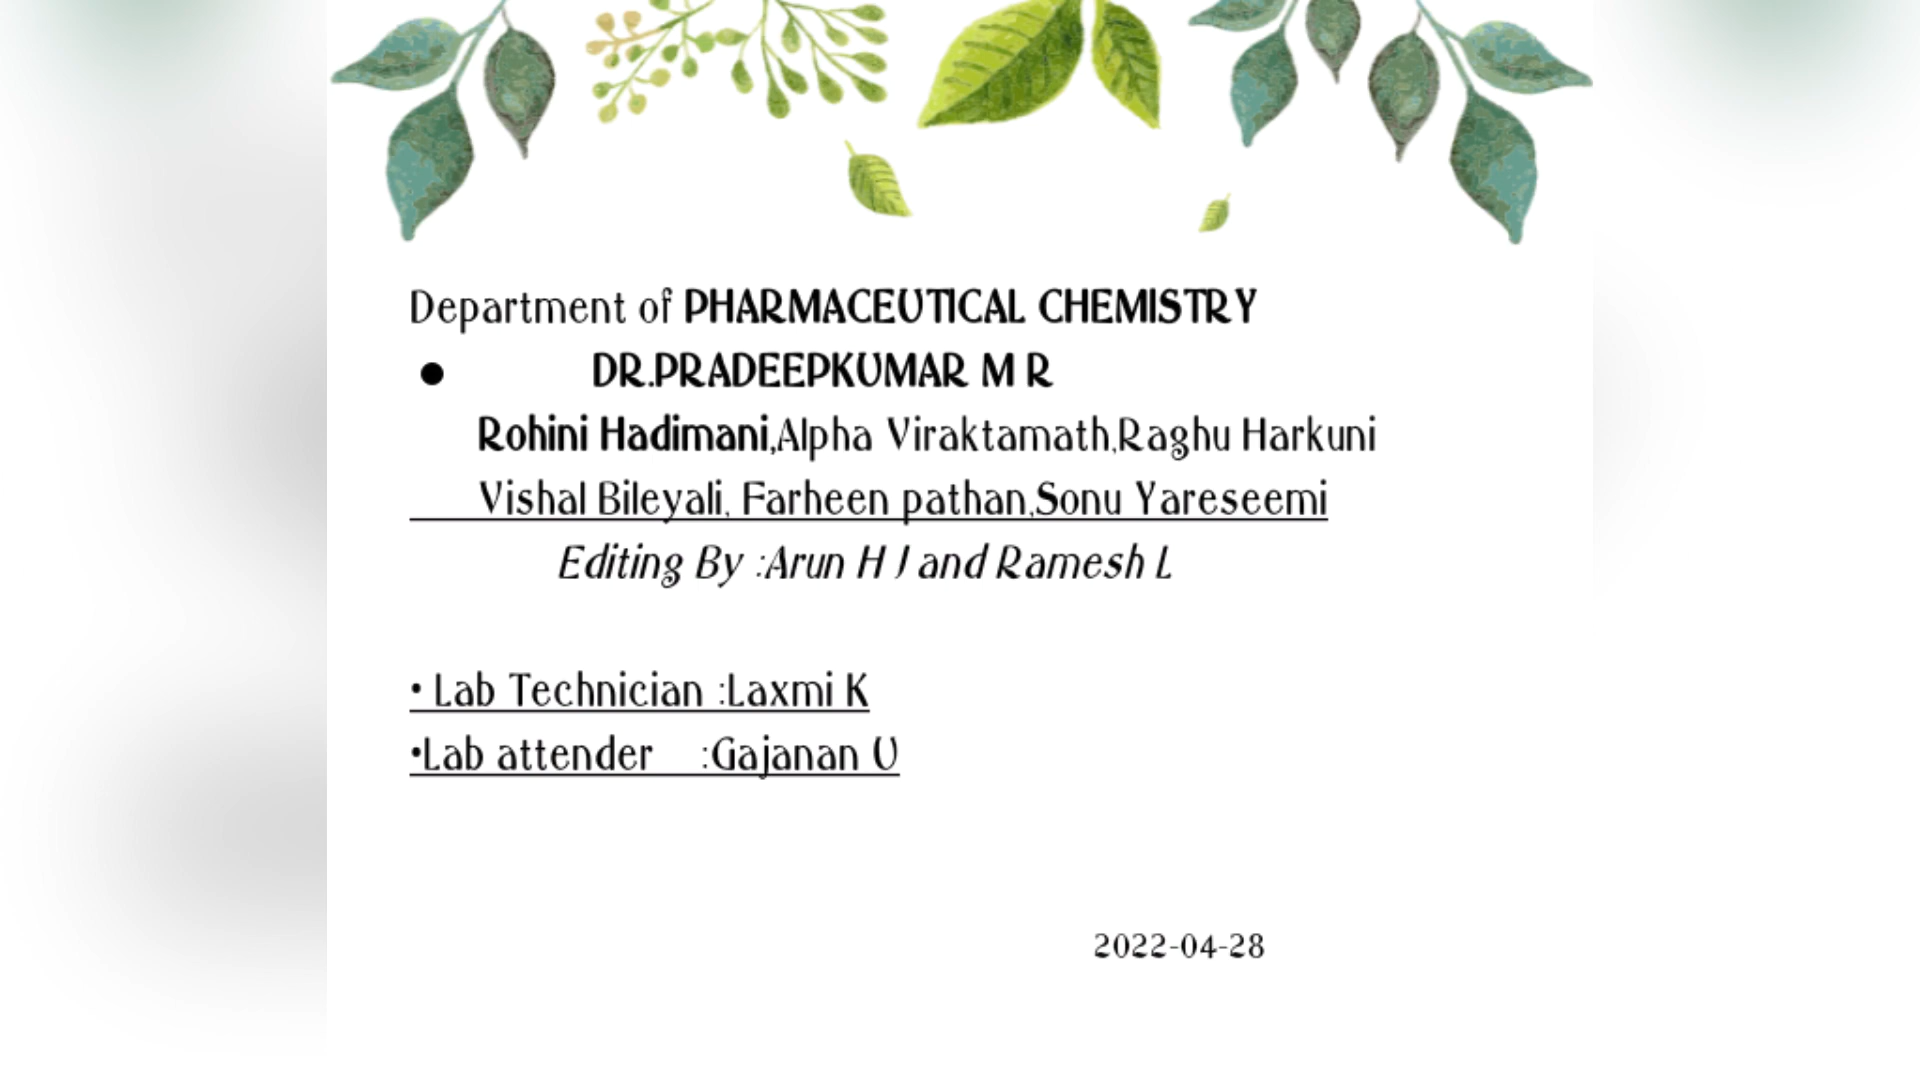 Department of PHARMACEUTICAL CHEMISTRY
● DR.PRADEEPKUMAR M R
Rohini Hadimani,Alpha Viraktamath,Raghu Harkuni
Vishal Bileyali, Farheen pathan,Sonu Yareseemi
Editing By :Arun H J and Ramesh L
• Lab Technician :Laxmi K
•Lab attender :Gajanan U
2022-04-28